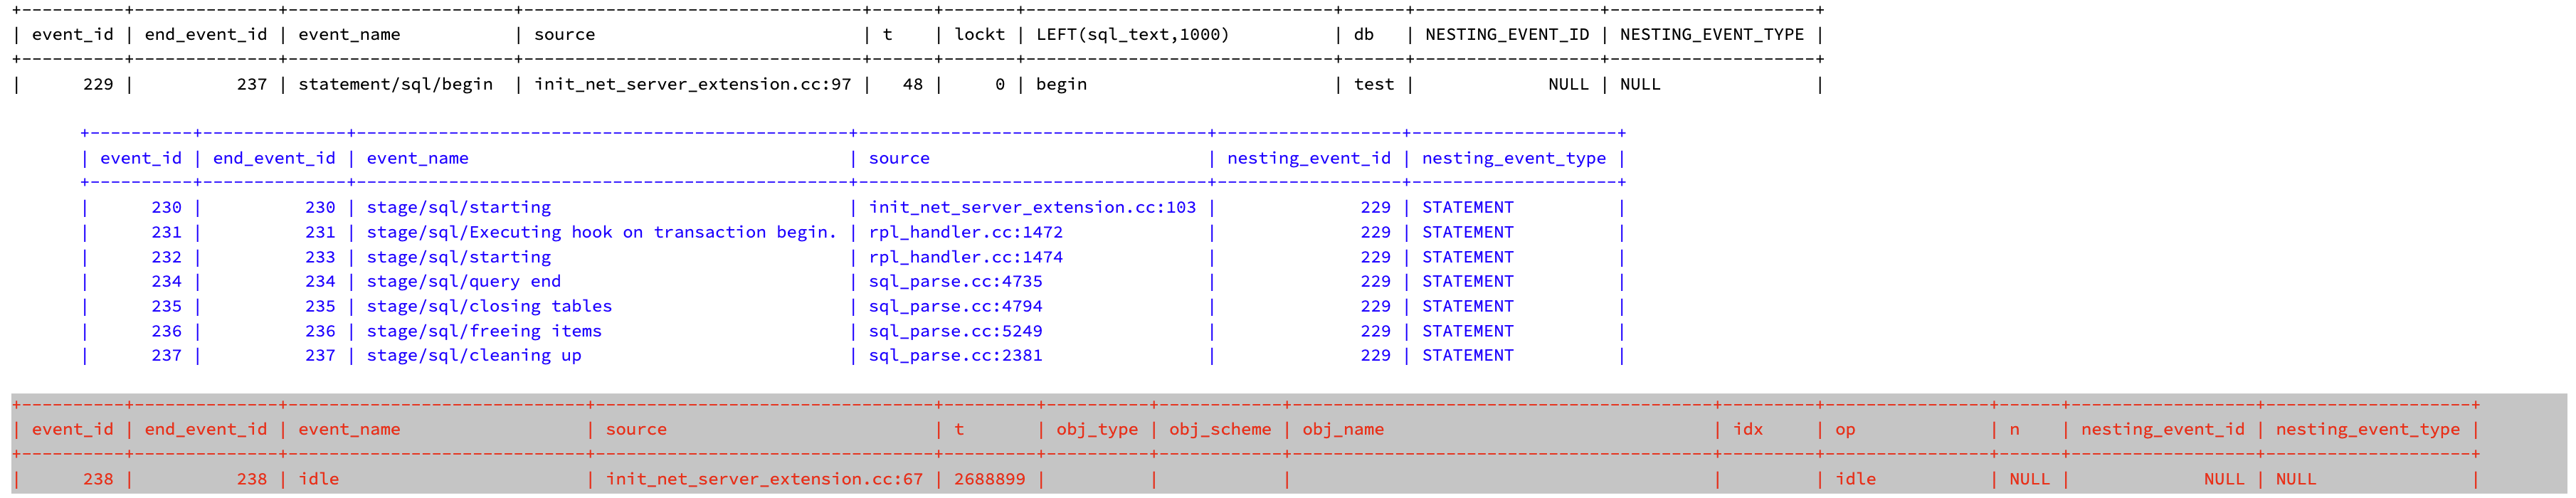 +----------+--------------+----------------------+--------------------------------+------+-------+------------------------------+------+------------------+--------------------+
| event_id | end_event_id | event_name           | source                         | t    | lockt | LEFT(sql_text,1000)          | db   | NESTING_EVENT_ID | NESTING_EVENT_TYPE |
+----------+--------------+----------------------+--------------------------------+------+-------+------------------------------+------+------------------+--------------------+
|      229 |          237 | statement/sql/begin  | init_net_server_extension.cc:97 |   48 |     0 | begin                        | test |             NULL | NULL               |
+----------+--------------+------------------------------------------------+---------------------------------+------------------+--------------------+
| event_id | end_event_id | event_name                                     | source                          | nesting_event_id | nesting_event_type |
+----------+--------------+------------------------------------------------+---------------------------------+------------------+--------------------+
|      230 |          230 | stage/sql/starting                             | init_net_server_extension.cc:103 |              229 | STATEMENT          |
|      231 |          231 | stage/sql/Executing hook on transaction begin. | rpl_handler.cc:1472             |              229 | STATEMENT          |
|      232 |          233 | stage/sql/starting                             | rpl_handler.cc:1474             |              229 | STATEMENT          |
|      234 |          234 | stage/sql/query end                            | sql_parse.cc:4735               |              229 | STATEMENT          |
|      235 |          235 | stage/sql/closing tables                       | sql_parse.cc:4794               |              229 | STATEMENT          |
|      236 |          236 | stage/sql/freeing items                        | sql_parse.cc:5249               |              229 | STATEMENT          |
|      237 |          237 | stage/sql/cleaning up                          | sql_parse.cc:2381               |              229 | STATEMENT          |
+----------+--------------+-----------------------------+---------------------------------+---------+----------+------------+-----------------------------------------+---------+---------------+------+------------------+--------------------+
| event_id | end_event_id | event_name                  | source                          | t       | obj_type | obj_scheme | obj_name                                | idx     | op            | n    | nesting_event_id | nesting_event_type |
+----------+--------------+-----------------------------+---------------------------------+---------+----------+------------+-----------------------------------------+---------+---------------+------+------------------+--------------------+
|      238 |          238 | idle                        | init_net_server_extension.cc:67 | 2688899 |          |            |                                         |         | idle          | NULL |             NULL | NULL               |